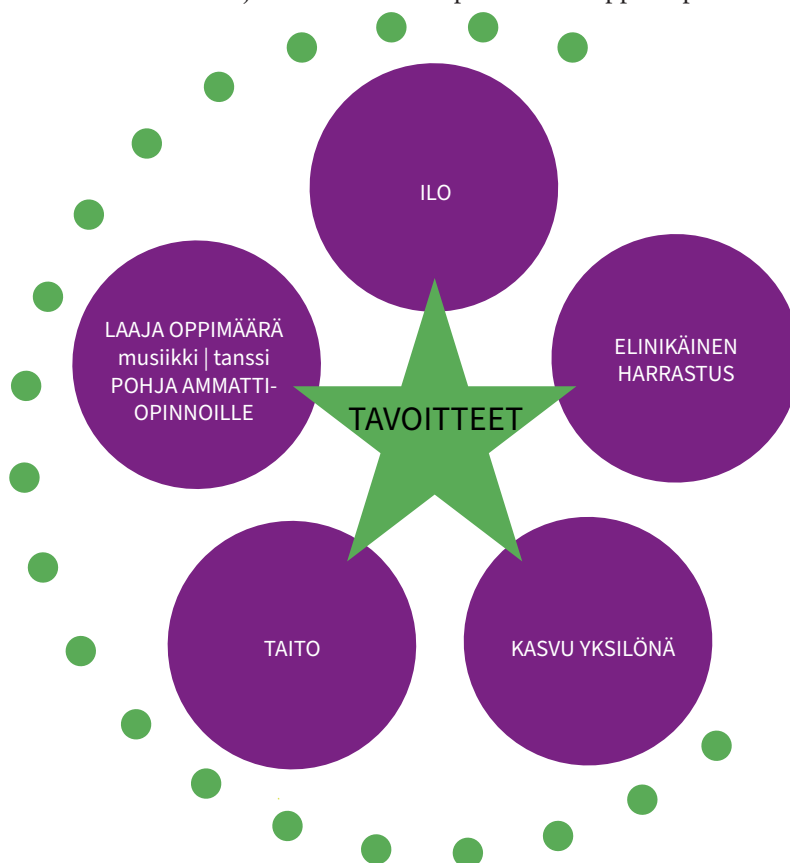 ILO
LAAJA OPPIMÄÄRÄ
musiikki | tanssi
POHJA AMMATTI-
OPINNOILLE
ELINIKÄINEN
HARRASTUS
TAVOITTEET
TAITO
KASVU YKSILÖNÄ